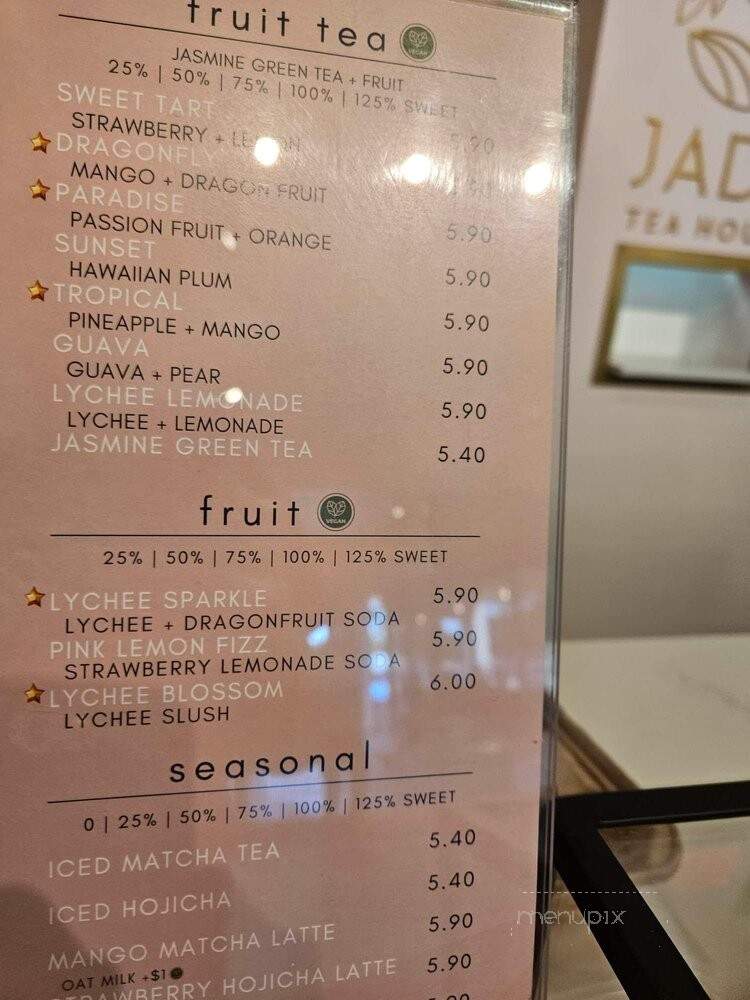 fruit tea
VEGAN
JASMINE GREEN TEA + FRUIT
25% | 50% | 75% | 100% | 125% SWEET
SWEET TART 5.90
STRAWBERRY + LEMON
DRAGONFLY
MANGO + DRAGON FRUIT
PARADISE 5.90
PASSION FRUIT + ORANGE
SUNSET 5.90
HAWAIIAN PLUM
TROPICAL 5.90
PINEAPPLE + MANGO
GUAVA 5.90
GUAVA + PEAR
LYCHEE LEMONADE 5.90
LYCHEE + LEMONADE
JASMINE GREEN TEA 5.40
fruit
VEGAN
25% | 50% | 75% | 100% | 125% SWEET
LYCHEE SPARKLE 5.90
LYCHEE + DRAGONFRUIT SODA
PINK LEMON FIZZ 5.90
STRAWBERRY LEMONADE SODA
LYCHEE BLOSSOM 6.00
LYCHEE SLUSH
seasonal
0 | 25% | 50% | 75% | 100% | 125% SWEET
ICED MATCHA TEA 5.40
ICED HOJICHA 5.40
MANGO MATCHA LATTE 5.90
OAT MILK +$1
STRAWBERRY HOJICHA LATTE 5.90
JAD
TEA HOU
menupix